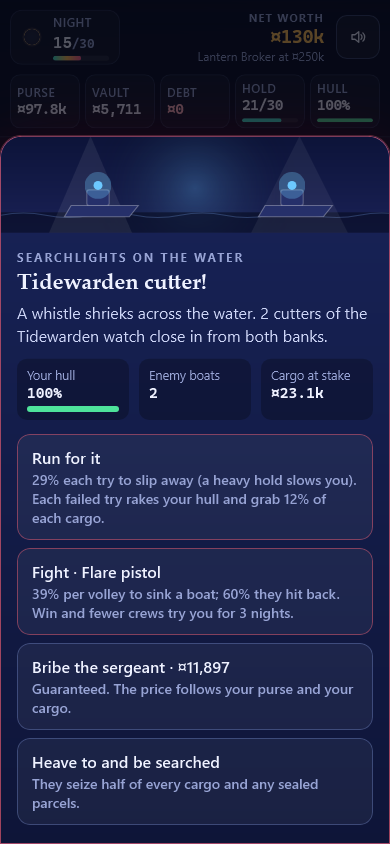 NIGHT
15/30
NET WORTH
¤130k
Lantern Broker at ¤250k
PURSE
¤97.8k
VAULT
¤5,711
DEBT
¤0
HOLD
21/30
HULL
100%
SEARCHLIGHTS ON THE WATER
Tidewarden cutter!
A whistle shrieks across the water. 2 cutters of the
Tidewarden watch close in from both banks.
Your hull
100%
Enemy boats
2
Cargo at stake
¤23.1k
Run for it
29% each try to slip away (a heavy hold slows you).
Each failed try rakes your hull and grab 12% of
each cargo.
Fight · Flare pistol
39% per volley to sink a boat; 60% they hit back.
Win and fewer crews try you for 3 nights.
Bribe the sergeant · ¤11,897
Guaranteed. The price follows your purse and your
cargo.
Heave to and be searched
They seize half of every cargo and any sealed
parcels.